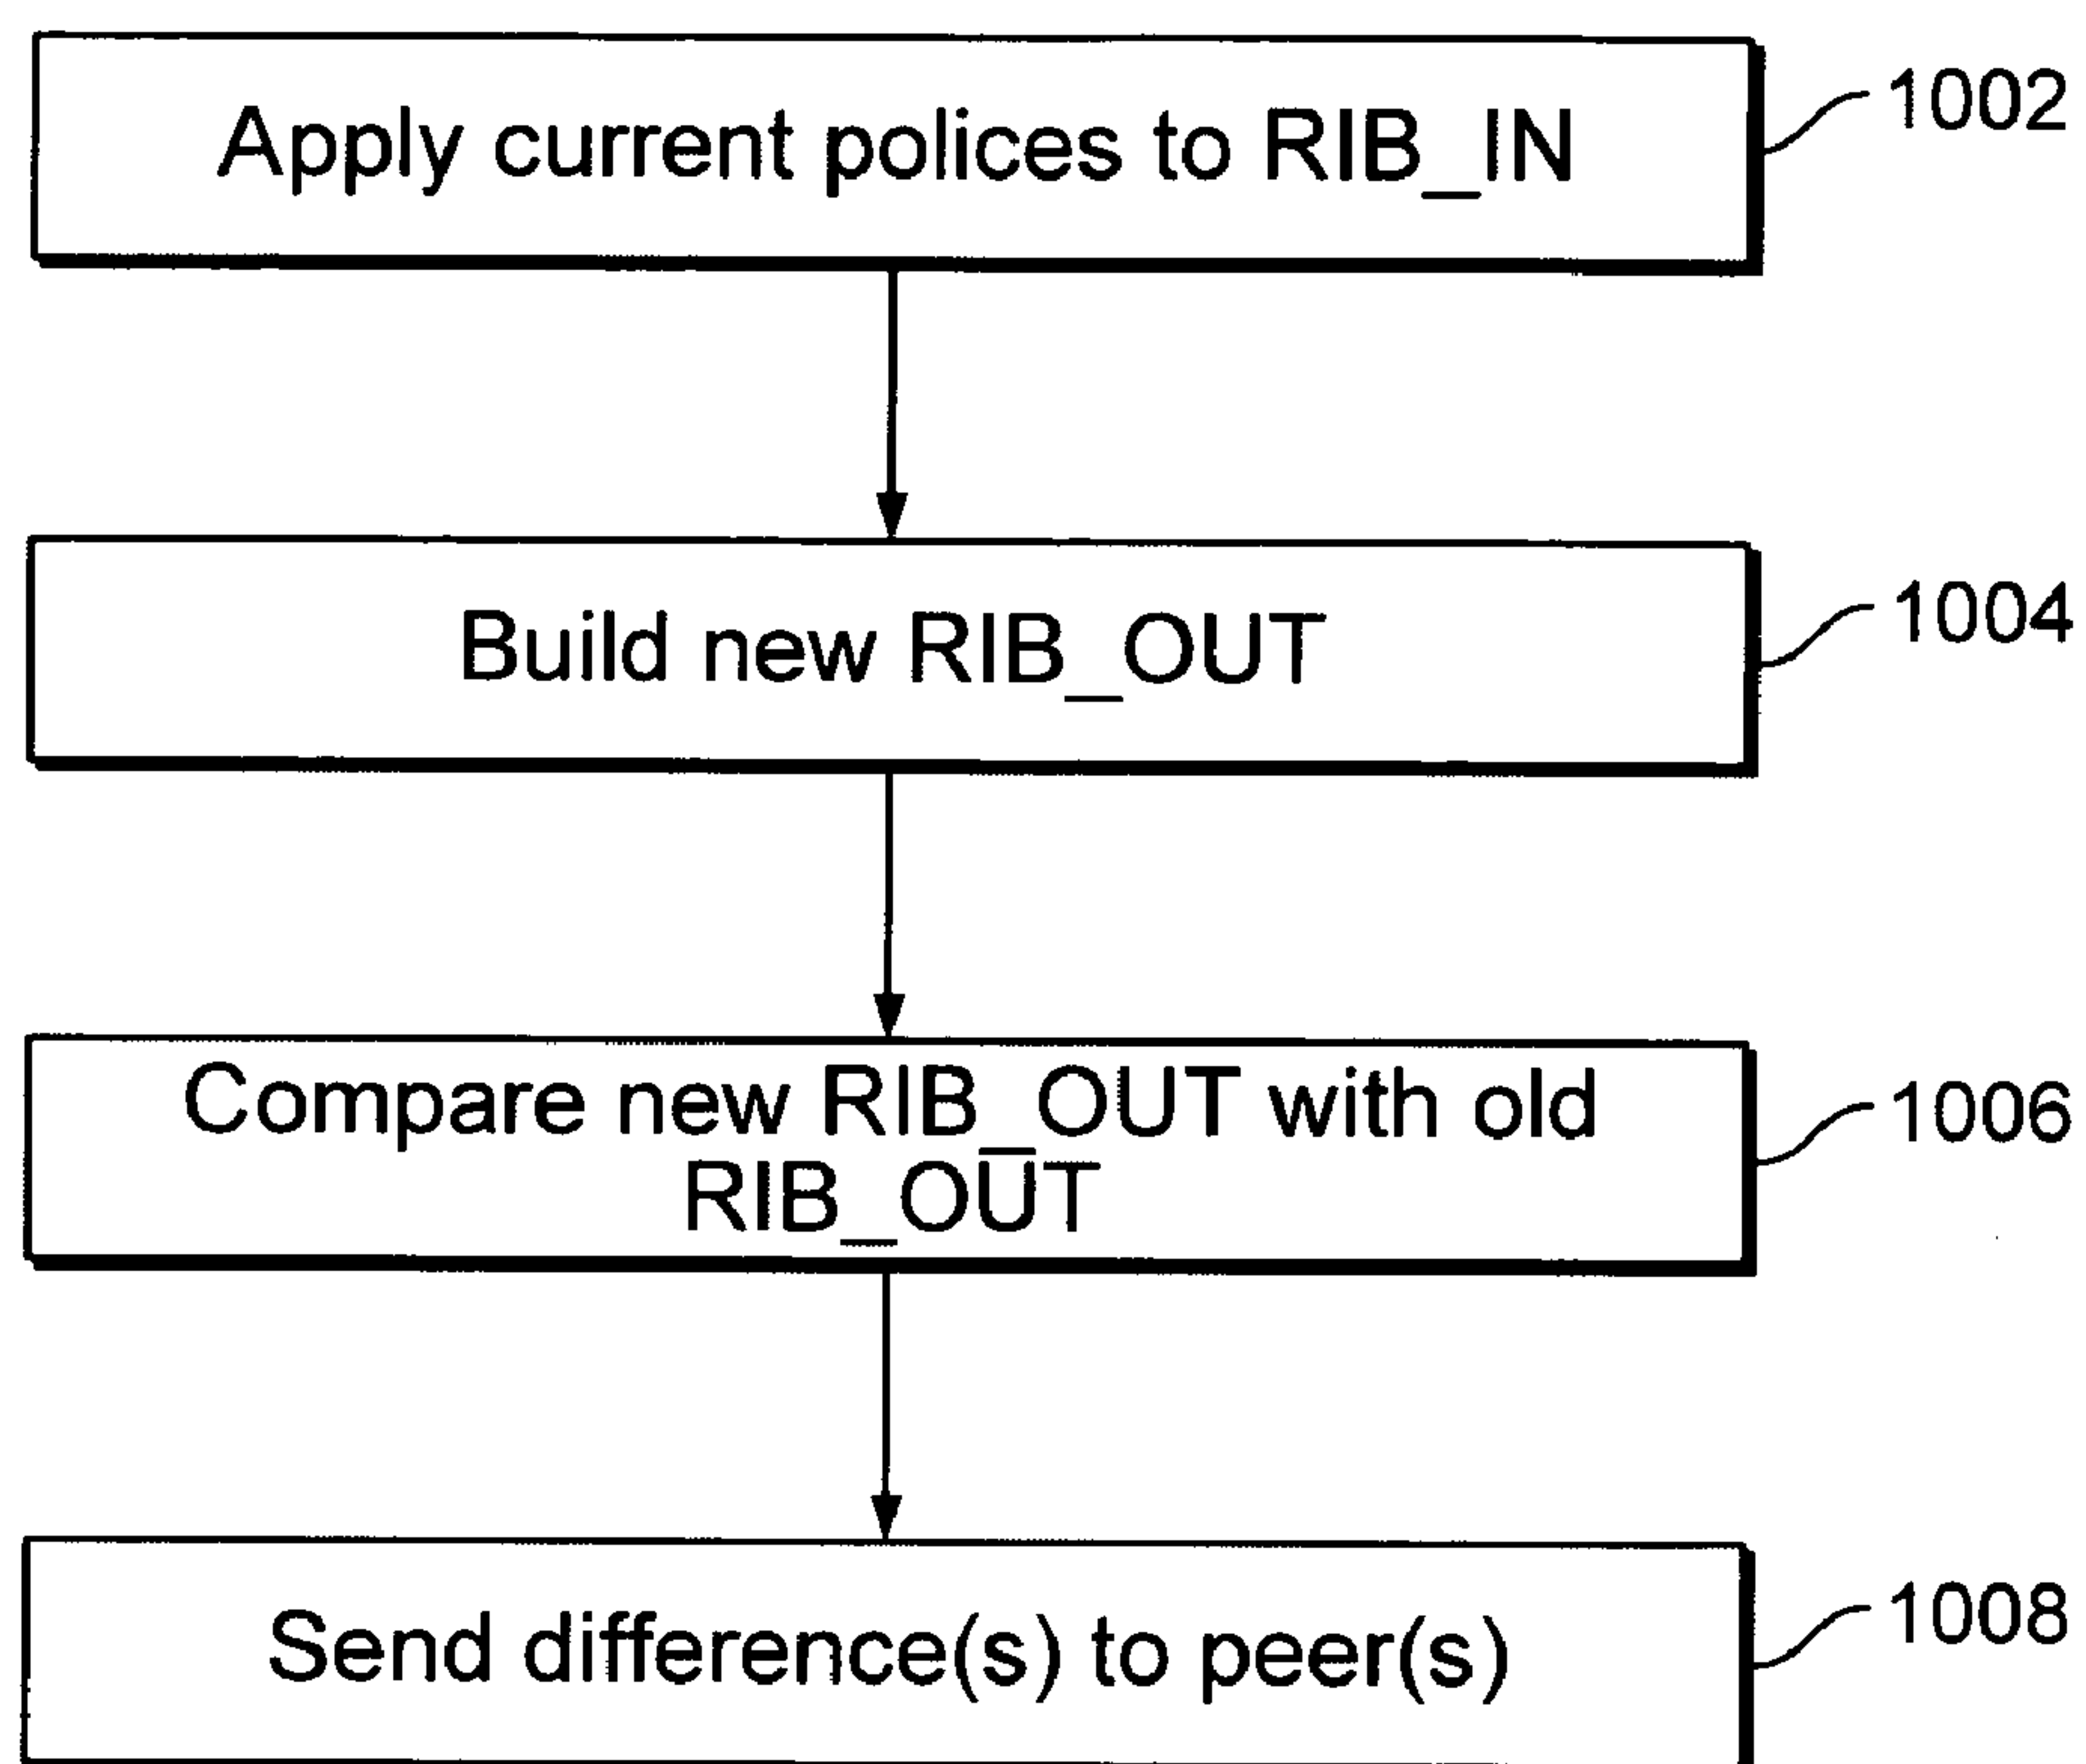 Apply current polices to RIB_IN
1002
Build new RIB_OUT
1004
Compare new RIB_OUT with old
RIB_OUT
1006
Send difference(s) to peer(s)
1008